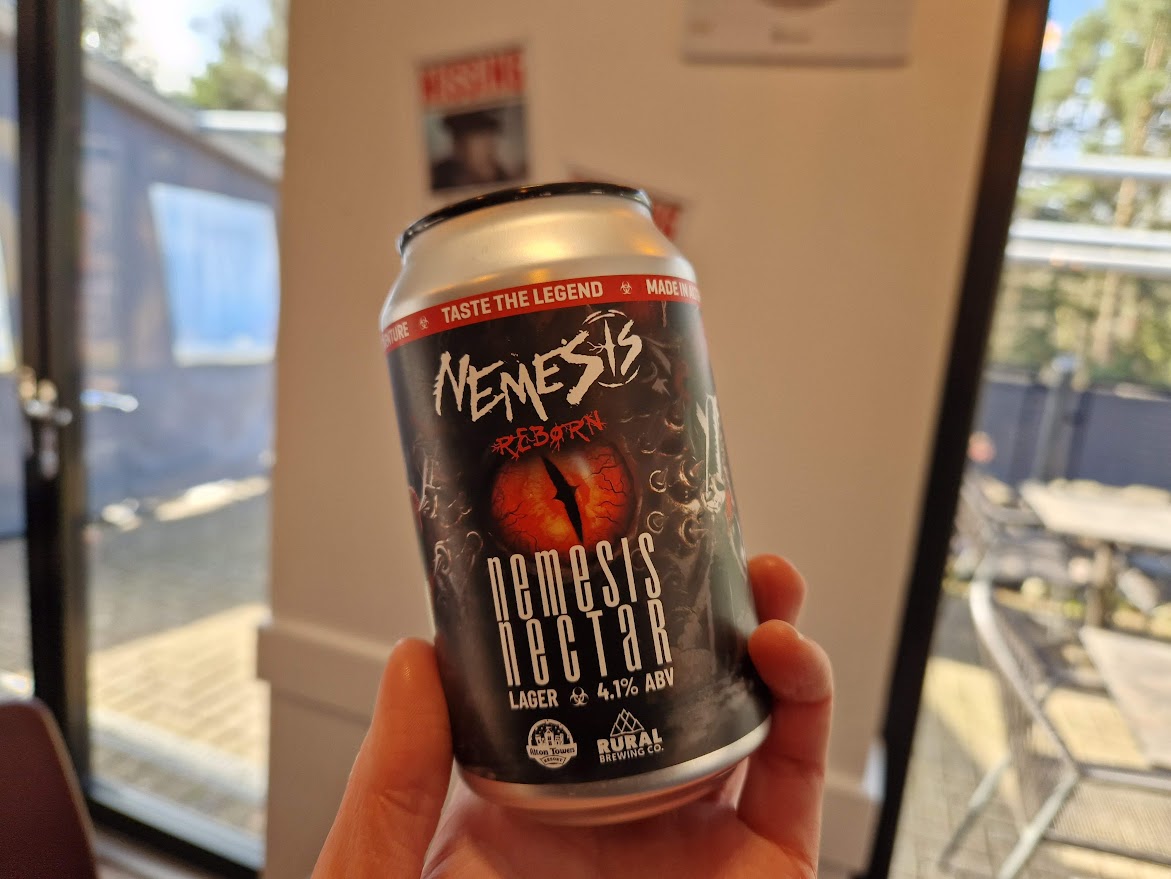 MISSING
ENTURE ☣ TASTE THE LEGEND ☣ MADE IN
NEMESIS
REBORN
nemesis
nectar
LAGER ☣ 4.1% ABV
Alton Towers
RESORT
RURAL
BREWING CO.